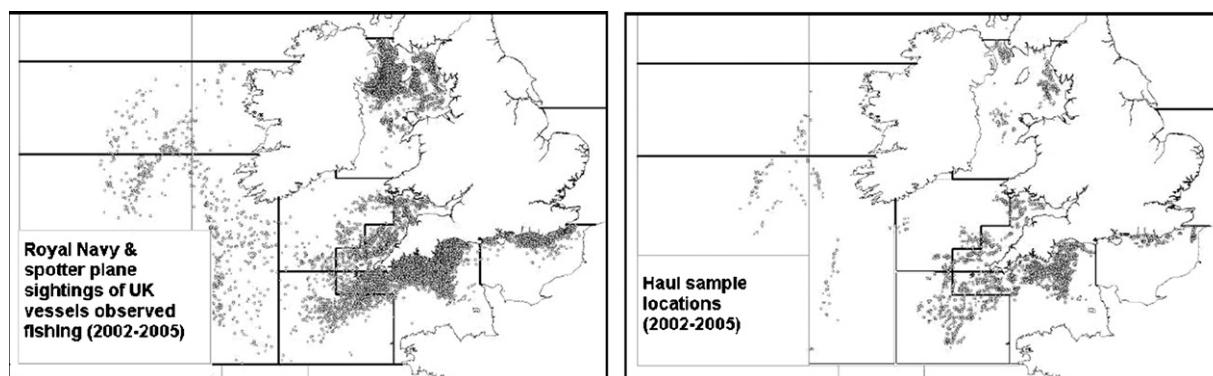 Royal Navy &
spotter plane
sightings of UK
vessels observed
fishing (2002-2005)
Haul sample
locations
(2002-2005)